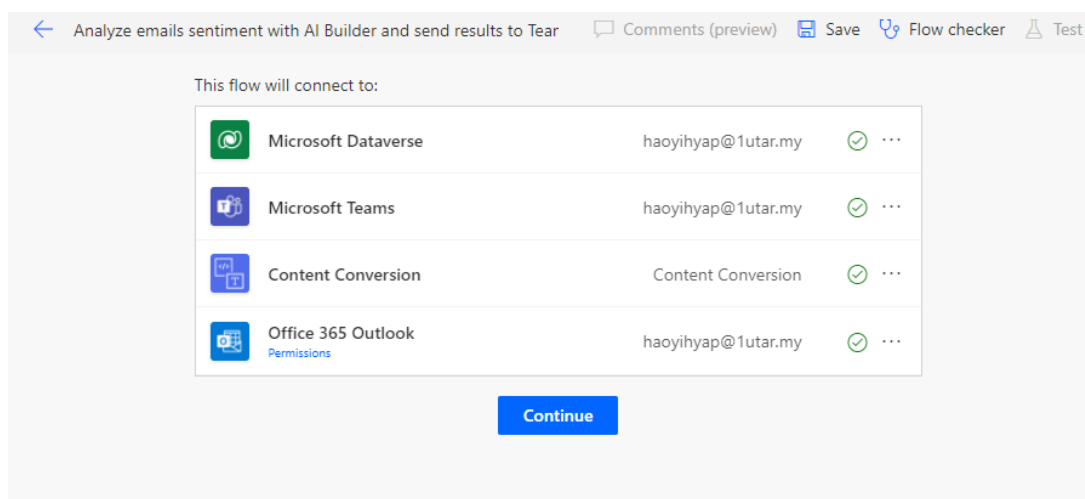 Analyze emails sentiment with AI Builder and send results to Tear Comments (preview) Save Flow checker Test
This flow will connect to:
Microsoft Dataverse haoyihyap@1utar.my ...
Microsoft Teams haoyihyap@1utar.my ...
Content Conversion Content Conversion ...
Office 365 Outlook
Permissions
haoyihyap@1utar.my ...
Continue